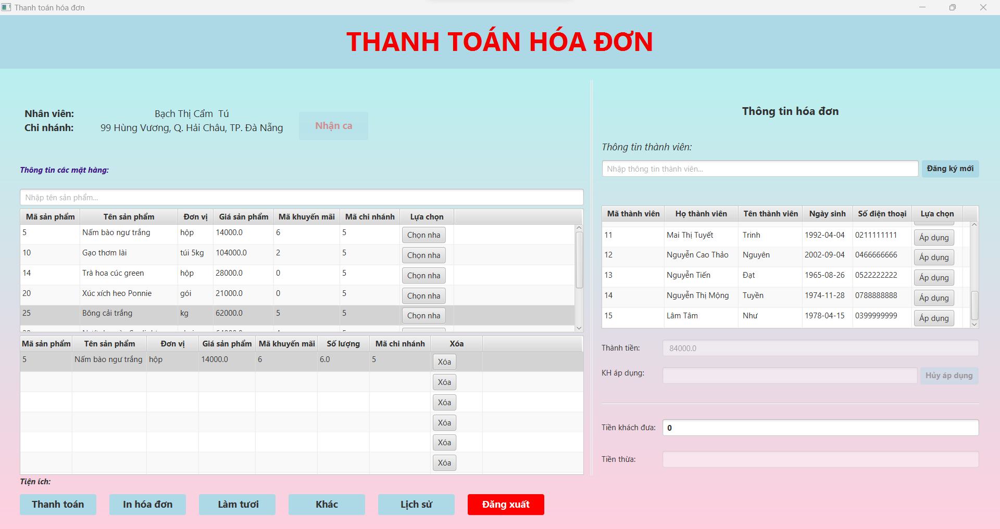 Thanh toán hóa đơn
THANH TOÁN HÓA ĐƠN
Nhân viên: Bạch Thị Cẩm  Tú
Chi nhánh: 99 Hùng Vương, Q. Hải Châu, TP. Đà Nẵng
Nhận ca
Thông tin các mặt hàng:
Nhập tên sản phẩm...
Mã sản phẩm Tên sản phẩm Đơn vị Giá sản phẩm Mã khuyến mãi Mã chi nhánh Lựa chọn
5 Nấm bào ngư trắng hộp 14000.0 6 5 Chọn nha
10 Gạo thơm lài túi 5kg 104000.0 2 5 Chọn nha
14 Trà hoa cúc green hộp 28000.0 0 5 Chọn nha
20 Xúc xích heo Ponnie gói 21000.0 0 5 Chọn nha
25 Bông cải trắng kg 62000.0 5 5 Chọn nha
Mã sản phẩm Tên sản phẩm Đơn vị Giá sản phẩm Mã khuyến mãi Số lượng Mã chi nhánh Xóa
5 Nấm bào ngư trắng hộp 14000.0 6 6.0 5 Xóa
Xóa
Xóa
Xóa
Xóa
Xóa
Tiện ích:
Thanh toán In hóa đơn Làm tươi Khác Lịch sử Đăng xuất
Thông tin hóa đơn
Thông tin thành viên:
Nhập thông tin thành viên... Đăng ký mới
Mã thành viên Họ thành viên Tên thành viên Ngày sinh Số điện thoại Lựa chọn
11 Mai Thị Tuyết Trinh 1992-04-04 0211111111 Áp dụng
12 Nguyễn Cao Thảo Nguyên 2002-09-04 0466666666 Áp dụng
13 Nguyễn Tiến Đạt 1965-08-26 0522222222 Áp dụng
14 Nguyễn Thị Mộng Tuyền 1974-11-28 0788888888 Áp dụng
15 Lâm Tâm Như 1978-04-15 0399999999 Áp dụng
Thành tiền: 84000.0
KH áp dụng: Hủy áp dụng
Tiền khách đưa: 0
Tiền thừa: